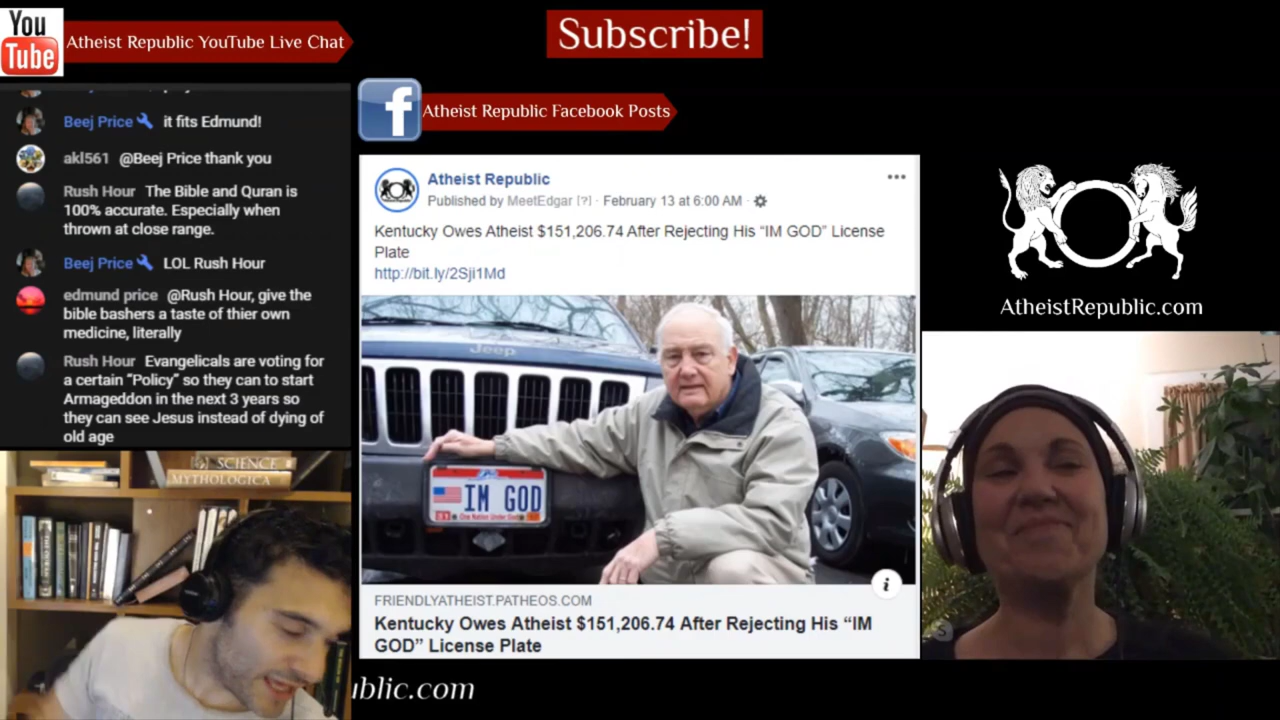 You
Tube
Atheist Republic YouTube Live Chat
Subscribe!
Beej Price it fits Edmund!
akl561 @Beej Price thank you
Rush Hour The Bible and Quran is
100% accurate. Especially when
thrown at close range.
Beej Price LOL Rush Hour
edmund price @Rush Hour, give the
bible bashers a taste of thier own
medicine, literally
Rush Hour Evangelicals are voting for
a certain “Policy” so they can to start
Armageddon in the next 3 years so
they can see Jesus instead of dying of
old age
SCIENCE
MYTHOLOGICA
f
Atheist Republic Facebook Posts
Atheist Republic
Published by MeetEdgar [?] · February 13 at 6:00 AM ·
Kentucky Owes Atheist $151,206.74 After Rejecting His “IM GOD” License
Plate
http://bit.ly/2Sji1Md
Jeep
IM GOD
One Nation Under God
i
FRIENDLYATHEIST.PATHEOS.COM
Kentucky Owes Atheist $151,206.74 After Rejecting His “IM
GOD” License Plate
ublic.com
AtheistRepublic.com